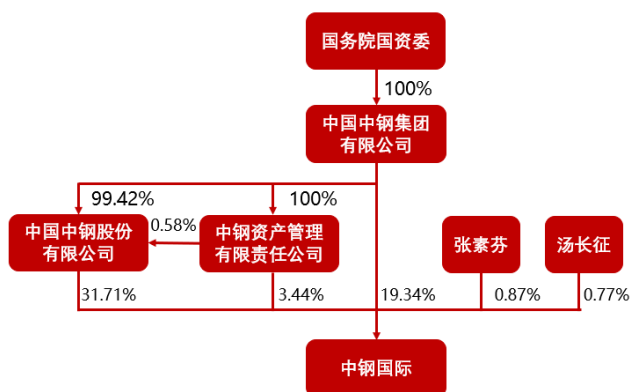 国务院国资委
100%
中国中钢集团
有限公司
99.42%
100%
中国中钢股份
有限公司
0.58%
中钢资产管理
有限责任公司
张素芬
汤长征
31.71%
3.44%
19.34%
0.87%
0.77%
中钢国际